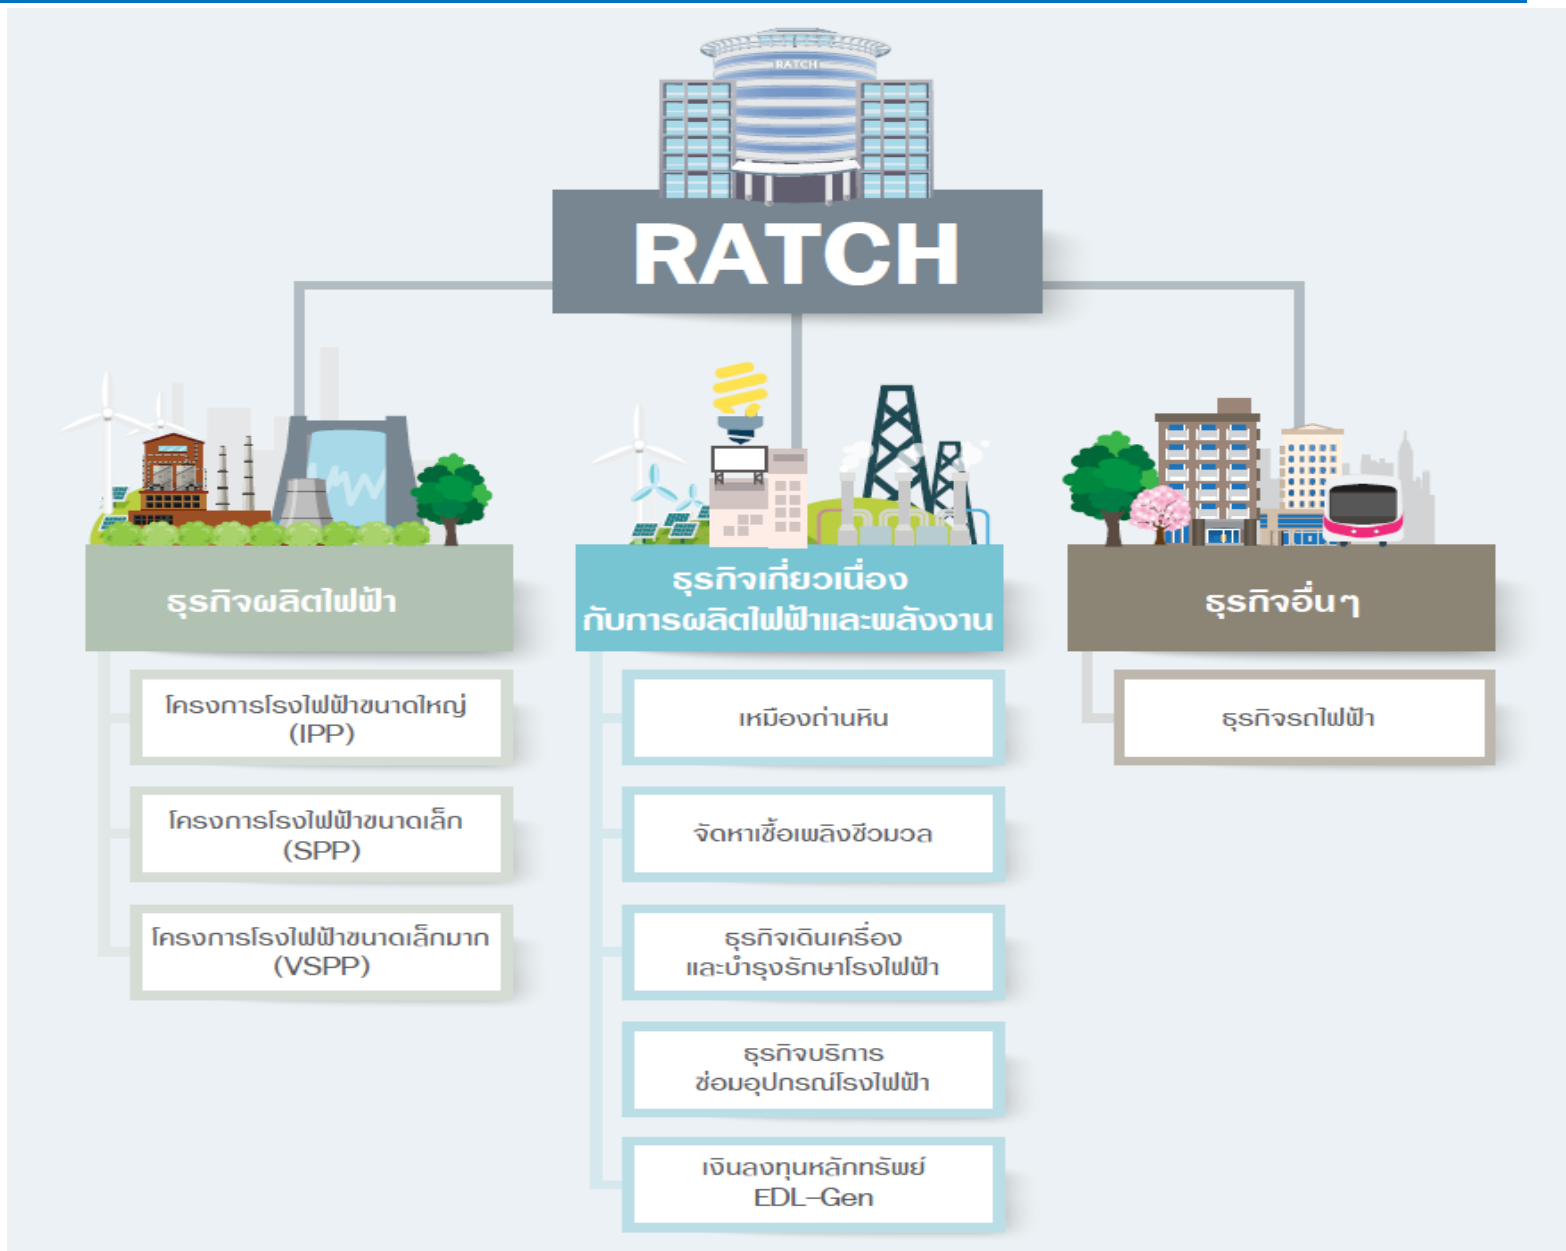 RATCH
RATCH
ธุรกิจผลิตไฟฟ้า
โครงการโรงไฟฟ้าขนาดใหญ่
(IPP)
โครงการโรงไฟฟ้าขนาดเล็ก
(SPP)
โครงการโรงไฟฟ้าขนาดเล็กมาก
(VSPP)
ธุรกิจเกี่ยวเนื่อง
กับการผลิตไฟฟ้าและพลังงาน
เหมืองถ่านหิน
จัดหาเชื้อเพลิงชีวมวล
ธุรกิจเดินเครื่อง
และบำรุงรักษาโรงไฟฟ้า
ธุรกิจบริการ
ซ่อมอุปกรณ์โรงไฟฟ้า
เงินลงทุนหลักทรัพย์
EDL-Gen
ธุรกิจอื่นๆ
ธุรกิจรถไฟฟ้า